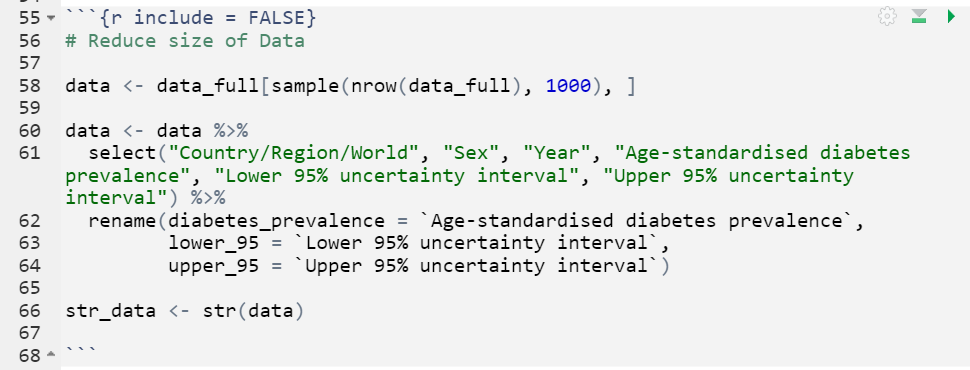 55 ```{r include = FALSE}
56 # Reduce size of Data
57
58 data <- data_full[sample(nrow(data_full), 1000), ]
59
60 data <- data %>%
61   select("Country/Region/World", "Sex", "Year", "Age-standardised diabetes
prevalence", "Lower 95% uncertainty interval", "Upper 95% uncertainty
interval") %>%
62   rename(diabetes_prevalence = `Age-standardised diabetes prevalence`,
63          lower_95 = `Lower 95% uncertainty interval`,
64          upper_95 = `Upper 95% uncertainty interval`)
65
66 str_data <- str(data)
67
68 ```